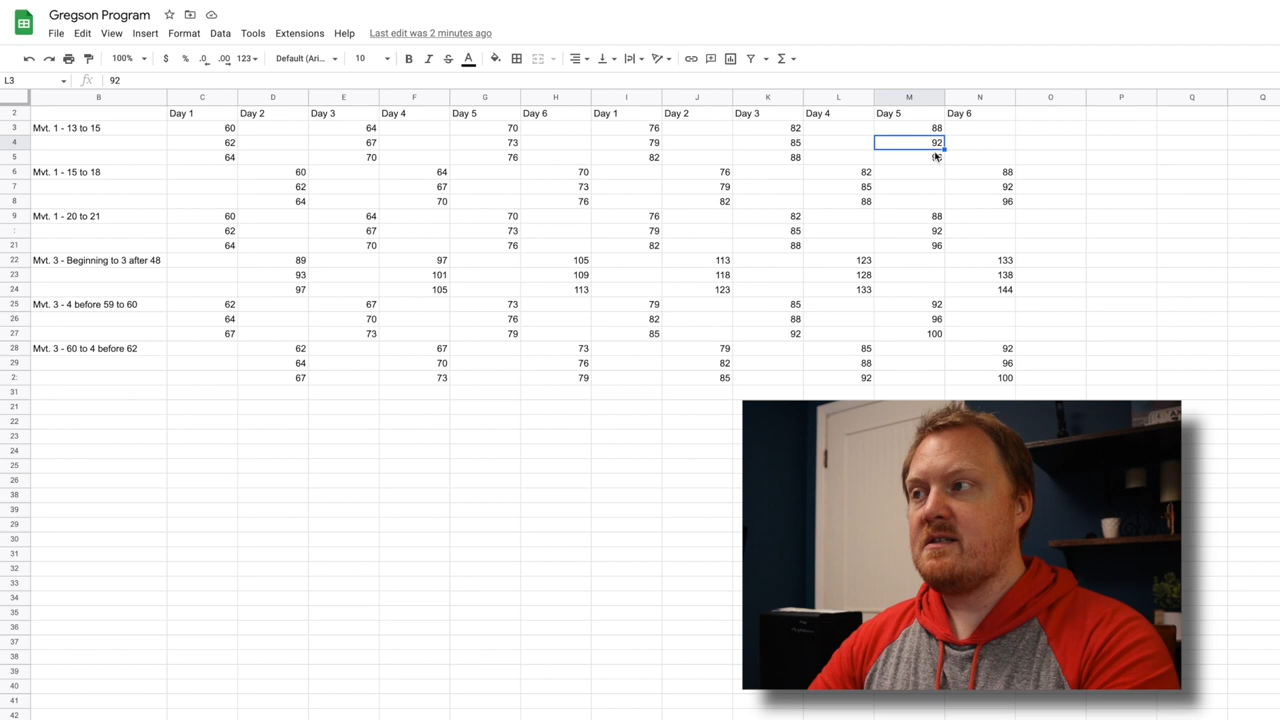 Gregson Program
File Edit View Insert Format Data Tools Extensions Help Last edit was 2 minutes ago
100% $ % .0 .00 123 Default (Ari... 10 B I S A
L3 fx 92
B C D E F G H I J K L M N O P Q Q
2 Day 1 Day 2 Day 3 Day 4 Day 5 Day 6 Day 1 Day 2 Day 3 Day 4 Day 5 Day 6
3 Mvt. 1 - 13 to 15 60 64 70 76 82 88
4 62 67 73 79 85 92
5 64 70 76 82 88
6 Mvt. 1 - 15 to 18 60 64 70 76 82 88
7 62 67 73 79 85 92
8 64 70 76 82 88 96
9 Mvt. 1 - 20 to 21 60 64 70 76 82 88
: 62 67 73 79 85 92
21 64 70 76 82 88 96
22 Mvt. 3 - Beginning to 3 after 48 89 97 105 113 123 133
23 93 101 109 118 128 138
24 97 105 113 123 133 144
25 Mvt. 3 - 4 before 59 to 60 62 67 73 79 85 92
26 64 70 76 82 88 96
27 67 73 79 85 92 100
28 Mvt. 3 - 60 to 4 before 62 62 67 73 79 85 92
29 64 70 76 82 88 96
2: 67 73 79 85 92 100
31
21
22
23
24
25
26
38
39
29
30
31
32
33
34
35
36
37
38
39
40
41
42